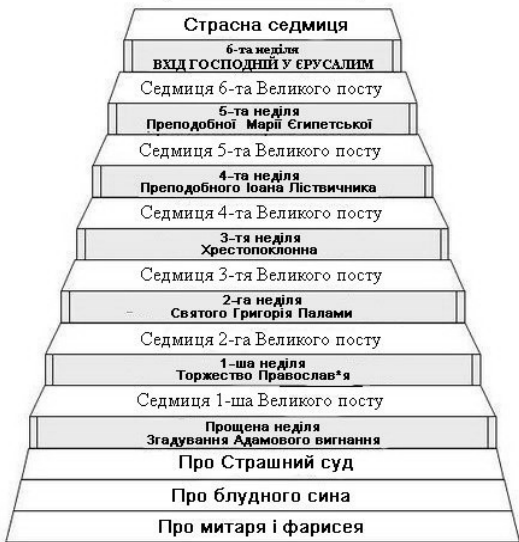 Страсна седмиця
6-та неділя
ВХІД ГОСПОДНІЙ У ЄРУСАЛИМ
Седмиця 6-та Великого посту
5-та неділя
Преподобної Марії Єгипетської
Седмиця 5-та Великого посту
4-та неділя
Преподобного Іоана Ліствичника
Седмиця 4-та Великого посту
3-тя неділя
Хрестопоклонна
Седмиця 3-тя Великого посту
2-га неділя
Святого Григорія Палами
Седмиця 2-га Великого посту
1-ша неділя
Торжество Православ*я
Седмиця 1-ша Великого посту
Прощена неділя
Згадування Адамового вигнання
Про Страшний суд
Про блудного сина
Про митаря і фарисея